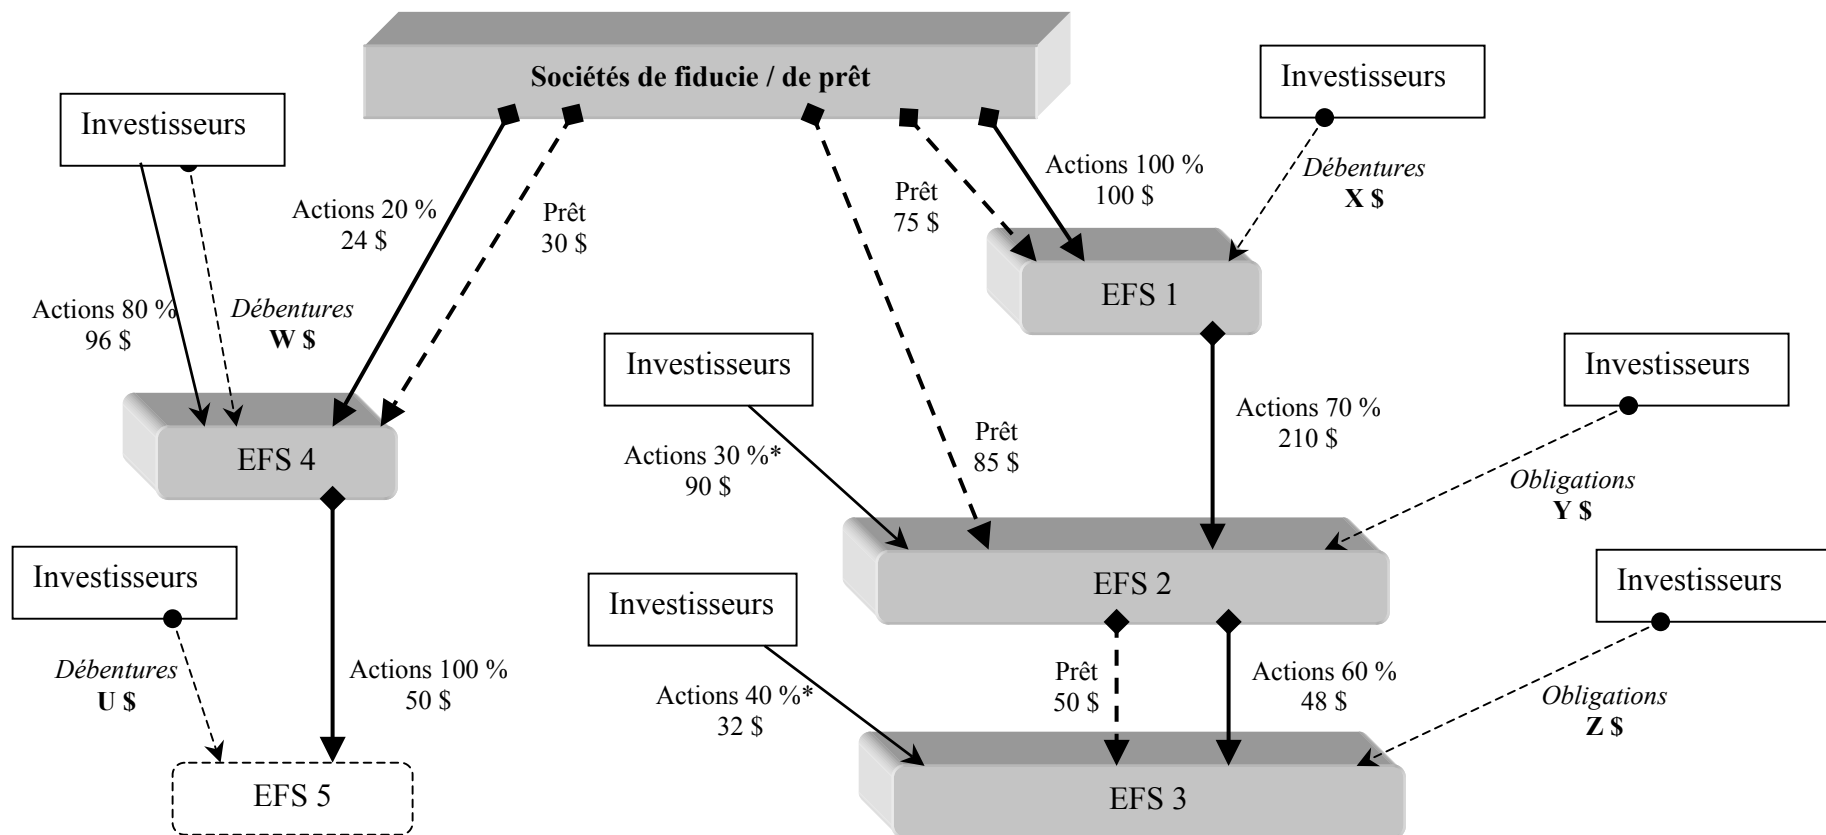 Sociétés de fiducie / de prêt
Investisseurs
Investisseurs
Actions 20 %
24 $
Prêt
30 $
Prêt
75 $
Actions 100 %
100 $
Débentures
X $
Actions 80 %
96 $
Débentures
W $
EFS 1
Investisseurs
Investisseurs
EFS 4
Actions 30 %*
90 $
Prêt
85 $
Actions 70 %
210 $
Obligations
Y $
Investisseurs
EFS 2
Investisseurs
Investisseurs
Débentures
U $
Actions 100 %
50 $
Actions 40 %*
32 $
Prêt
50 $
Actions 60 %
48 $
Obligations
Z $
EFS 5
EFS 3